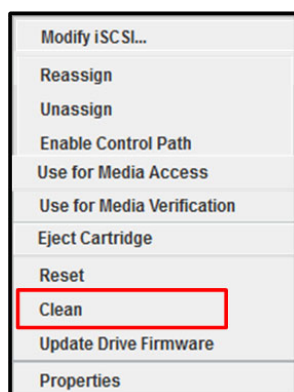 Modify iSCSI...
Reassign
Unassign
Enable Control Path
Use for Media Access
Use for Media Verification
Eject Cartridge
Reset
Clean
Update Drive Firmware
Properties